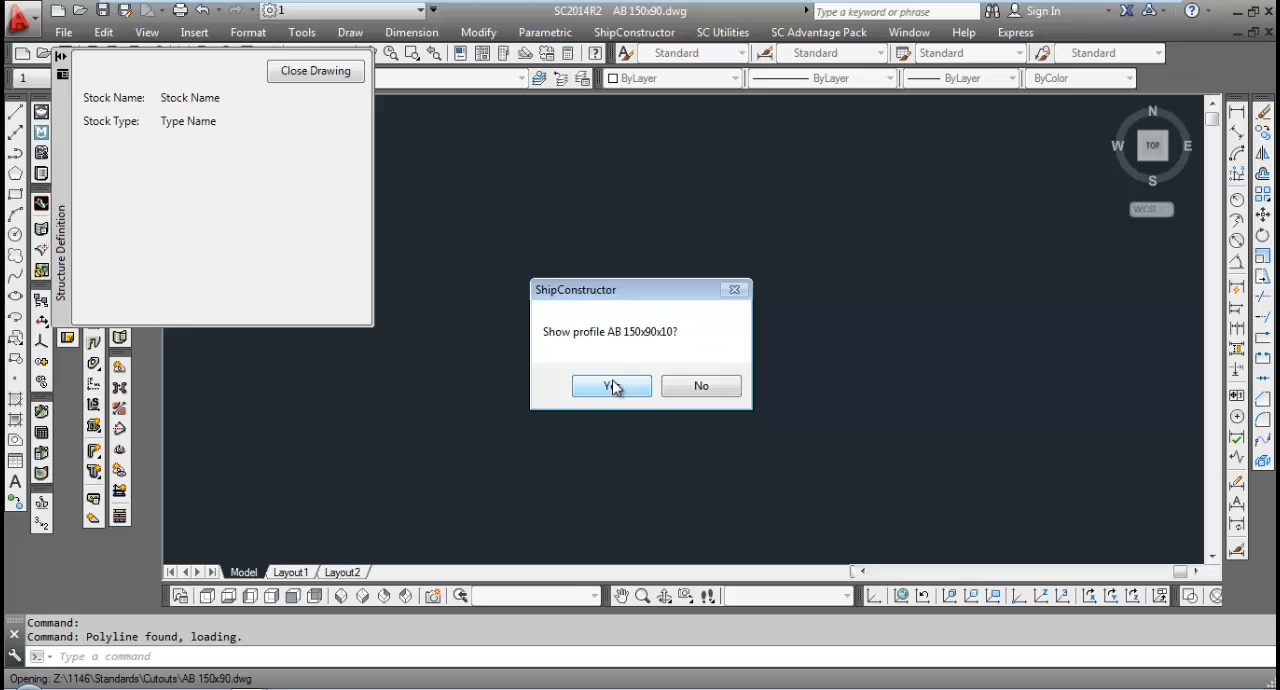 1
SC2014R2 AB 150x90.dwg
Type a keyword or phrase
Sign In
File Edit View Insert Format Tools Draw Dimension Modify Parametric ShipConstructor SC Utilities SC Advantage Pack Window Help Express
Standard Standard Standard Standard
1
ByLayer ByLayer ByLayer ByColor
Close Drawing
Stock Name: Stock Name
Stock Type: Type Name
Structure Definition
N
W TOP E
S
WCS
ShipConstructor
Show profile AB 150x90x10?
No
Model Layout1 Layout2
Command:
Command: Polyline found, loading.
Type a command
Opening: Z:\1146\Standards\Cutouts\AB 150x90.dwg